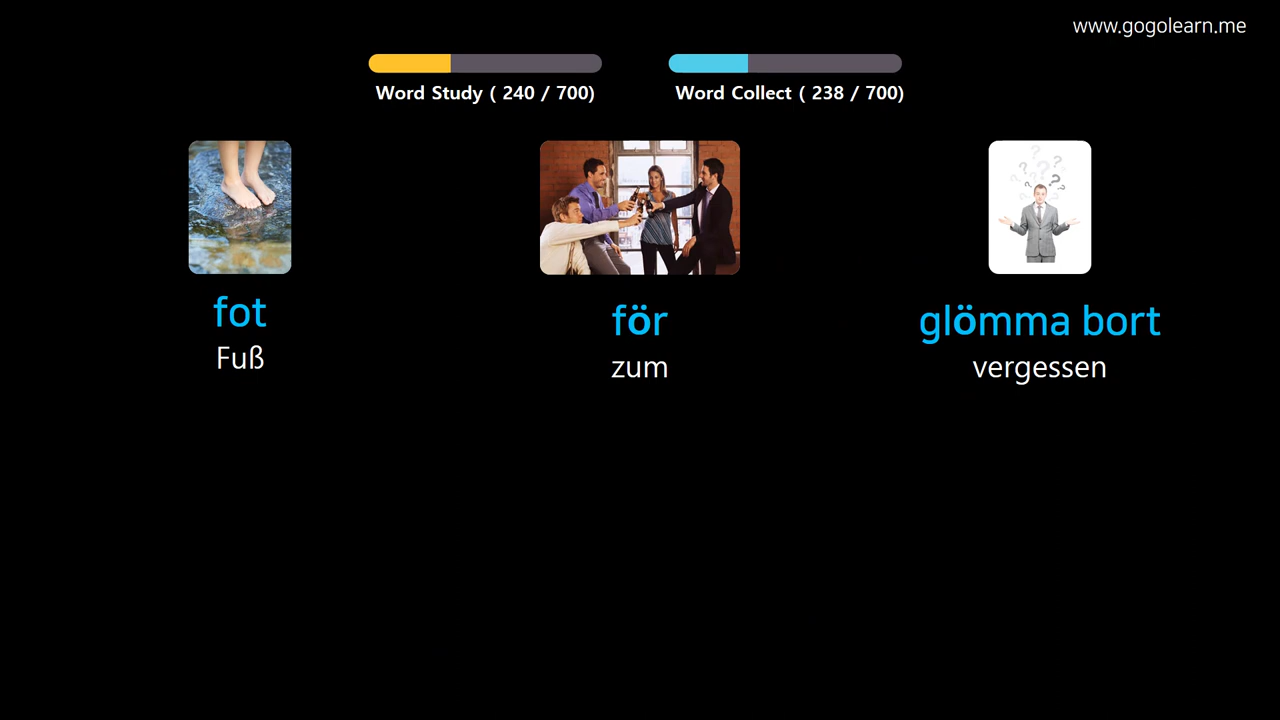 www.gogolearn.me
Word Study ( 240 / 700)
Word Collect ( 238 / 700)
fot
Fuß
för
zum
glömma bort
vergessen